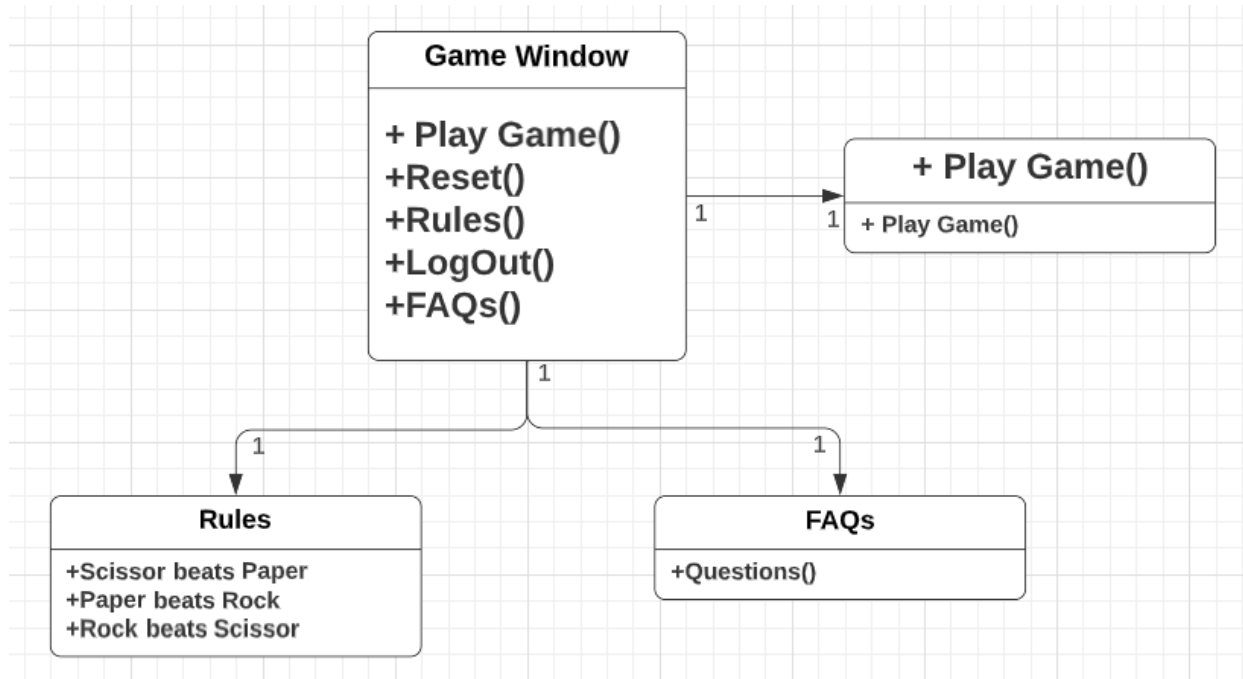 Game Window
+ Play Game()
+Reset()
+Rules()
+LogOut()
+FAQs()
1
1
+ Play Game()
+ Play Game()
1
1
1
Rules
+Scissor beats Paper
+Paper beats Rock
+Rock beats Scissor
FAQs
+Questions()